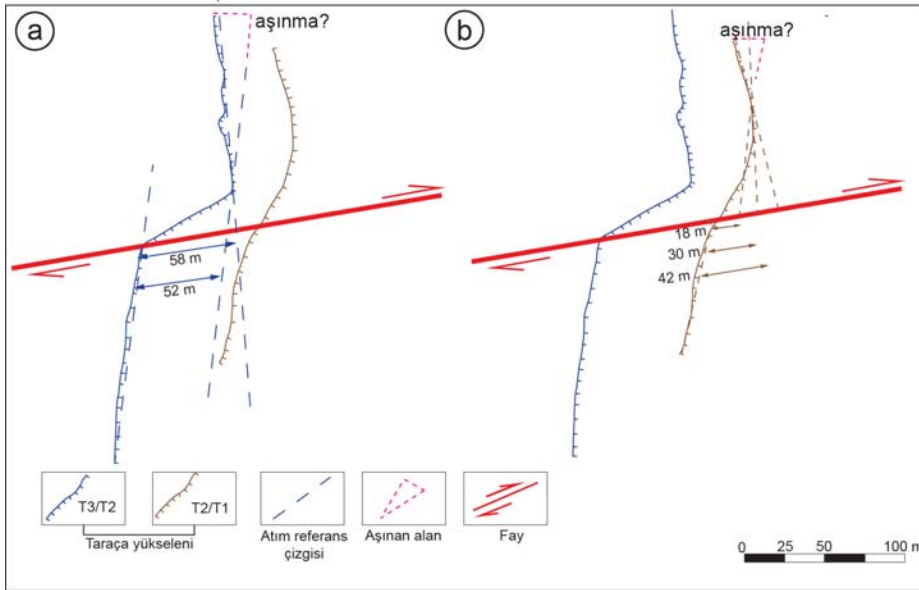 a
aşınma?
58 m
52 m
b
aşınma?
18 m
30 m
42 m
T3/T2
T2/T1
Taraça yükseleni
Atım referans
çizgisi
Aşınan alan
Fay
0 25 50 100 m